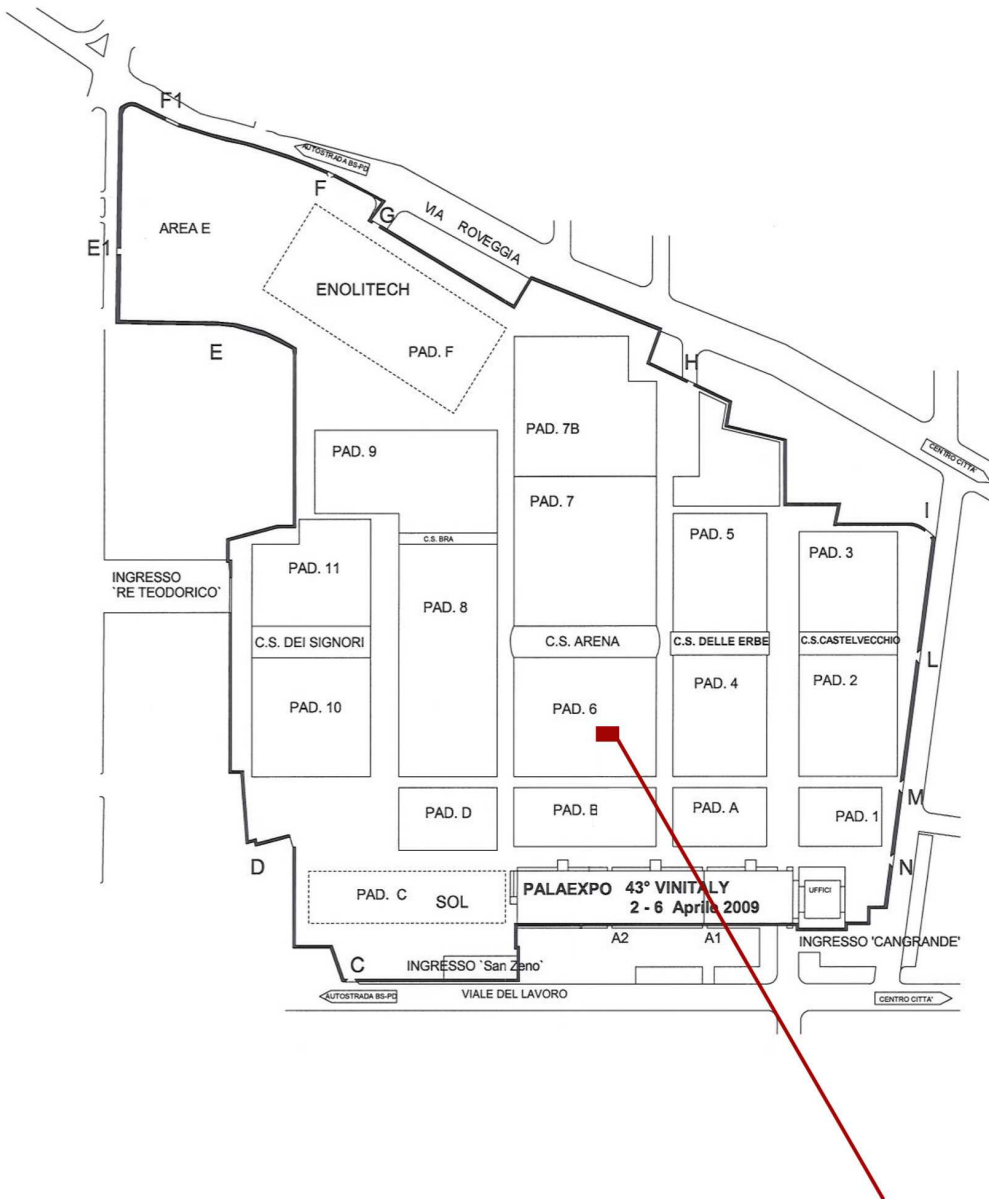 F1
AUTOSTRADA BS-PD
F
G
VIA ROVEGGIA
AREA E
E1
ENOLITECH
PAD. F
E
H
PAD. 7B
PAD. 9
CENTRO CITTA'
PAD. 7
I
C.S. BRA
PAD. 5
PAD. 3
PAD. 11
INGRESSO
`RE TEODORICO`
PAD. 8
C.S. DEI SIGNORI
C.S. ARENA
C.S. DELLE ERBE
C.S.CASTELVECCHIO
L
PAD. 10
PAD. 6
PAD. 4
PAD. 2
M
PAD. D
PAD. B
PAD. A
PAD. 1
D
N
PAD. C
SOL
PALAEXPO 43° VINITALY
2 - 6 Aprile 2009
UFFICI
A2
A1
INGRESSO 'CANGRANDE'
C
INGRESSO `San Zeno`
AUTOSTRADA BS-PD
VIALE DEL LAVORO
CENTRO CITTA'